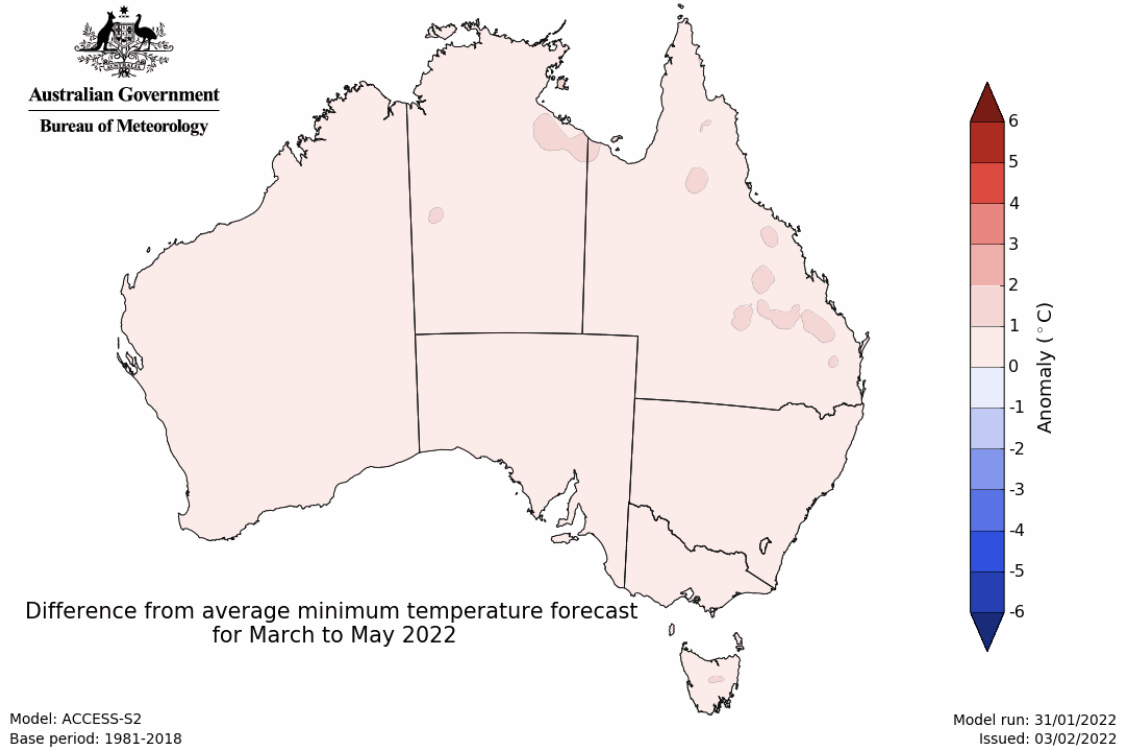 Australian Government
Bureau of Meteorology
6
5
4
3
2
1
0
-1
-2
-3
-4
-5
-6
Anomaly (°C)
Difference from average minimum temperature forecast
for March to May 2022
Model: ACCESS-S2
Base period: 1981-2018
Model run: 31/01/2022
Issued: 03/02/2022